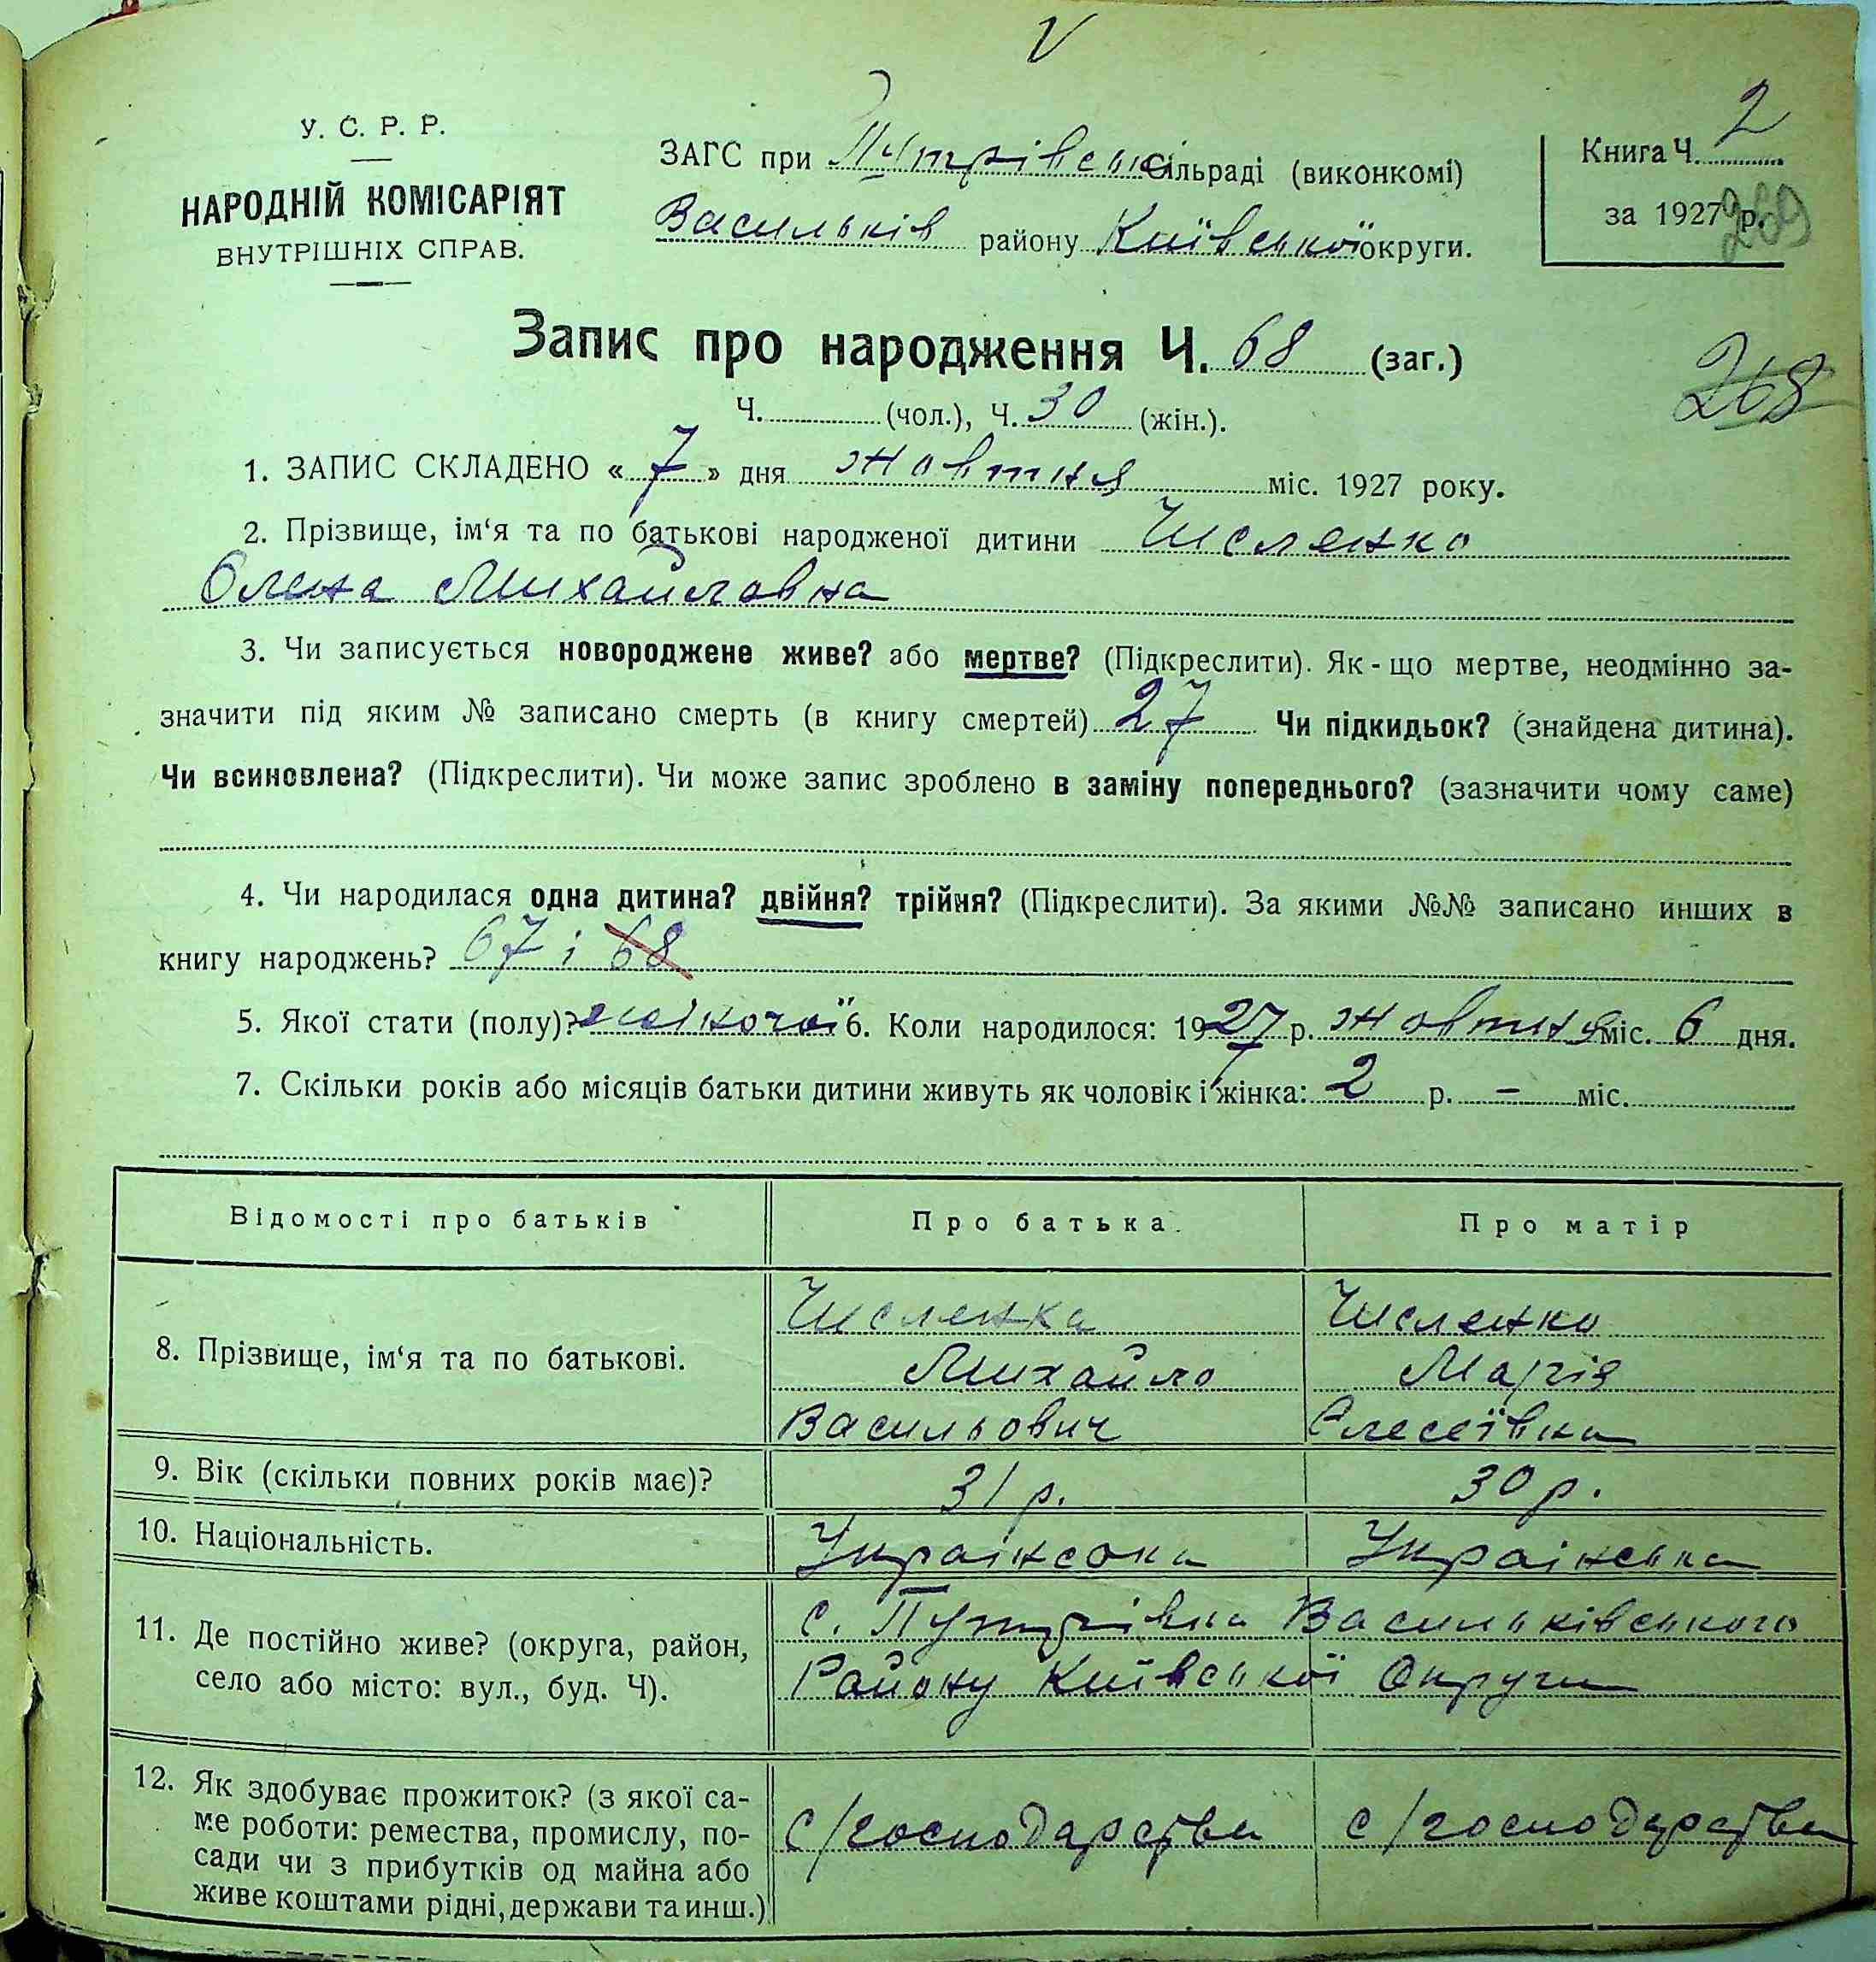 V
У. С. Р. Р.
НАРОДНІЙ КОМІСАРІЯТ
ВНУТРІШНІХ СПРАВ.
ЗАГС при Путрівські сільраді (виконкомі)
Васильків району Київської округи.
Книга Ч. 2
за 1927 р.
269
Запис про народження Ч. 68 (заг.)
268
Ч. (чол.), Ч. 30 (жін.).
1. ЗАПИС СКЛАДЕНО « 7 » дня жовтня міс. 1927 року.
2. Прізвище, ім‘я та по батькові народженої дитини Численко
Олена Михайловна
3. Чи записується новороджене живе? або мертве? (Підкреслити). Як-що мертве, неодмінно за-
значити під яким № записано смерть (в книгу смертей) 27 Чи підкидьок? (знайдена дитина).
Чи всиновлена? (Підкреслити). Чи може запис зроблено в заміну попереднього? (зазначити чому саме)
4. Чи народилася одна дитина? двійня? трійня? (Підкреслити). За якими №№ записано инших в
книгу народжень? 67 і 68
5. Якої стати (полу)? жіночої 6. Коли народилося: 1927 р. жовтня міс. 6 дня.
7. Скільки років або місяців батьки дитини живуть як чоловік і жінка: 2 р. – міс.
Відомості про батьків
Про батька.
Про матір
8. Прізвище, ім‘я та по батькові.
Численка
Михайло
Васильович
Численко
Марія
Єлесеївна
9. Вік (скільки повних років має)?
31 р.
30 р.
10. Національність.
Українсока
Українська
11. Де постійно живе? (округа, район,
село або місто: вул., буд. Ч).
с. Путрівка Васильківського
Району Київської Округи
12. Як здобуває прожиток? (з якої са-
ме роботи: ремества, промислу, по-
сади чи з прибутків од майна або
живе коштами рідні, держави та инш.)
с/господарства
с/господарства